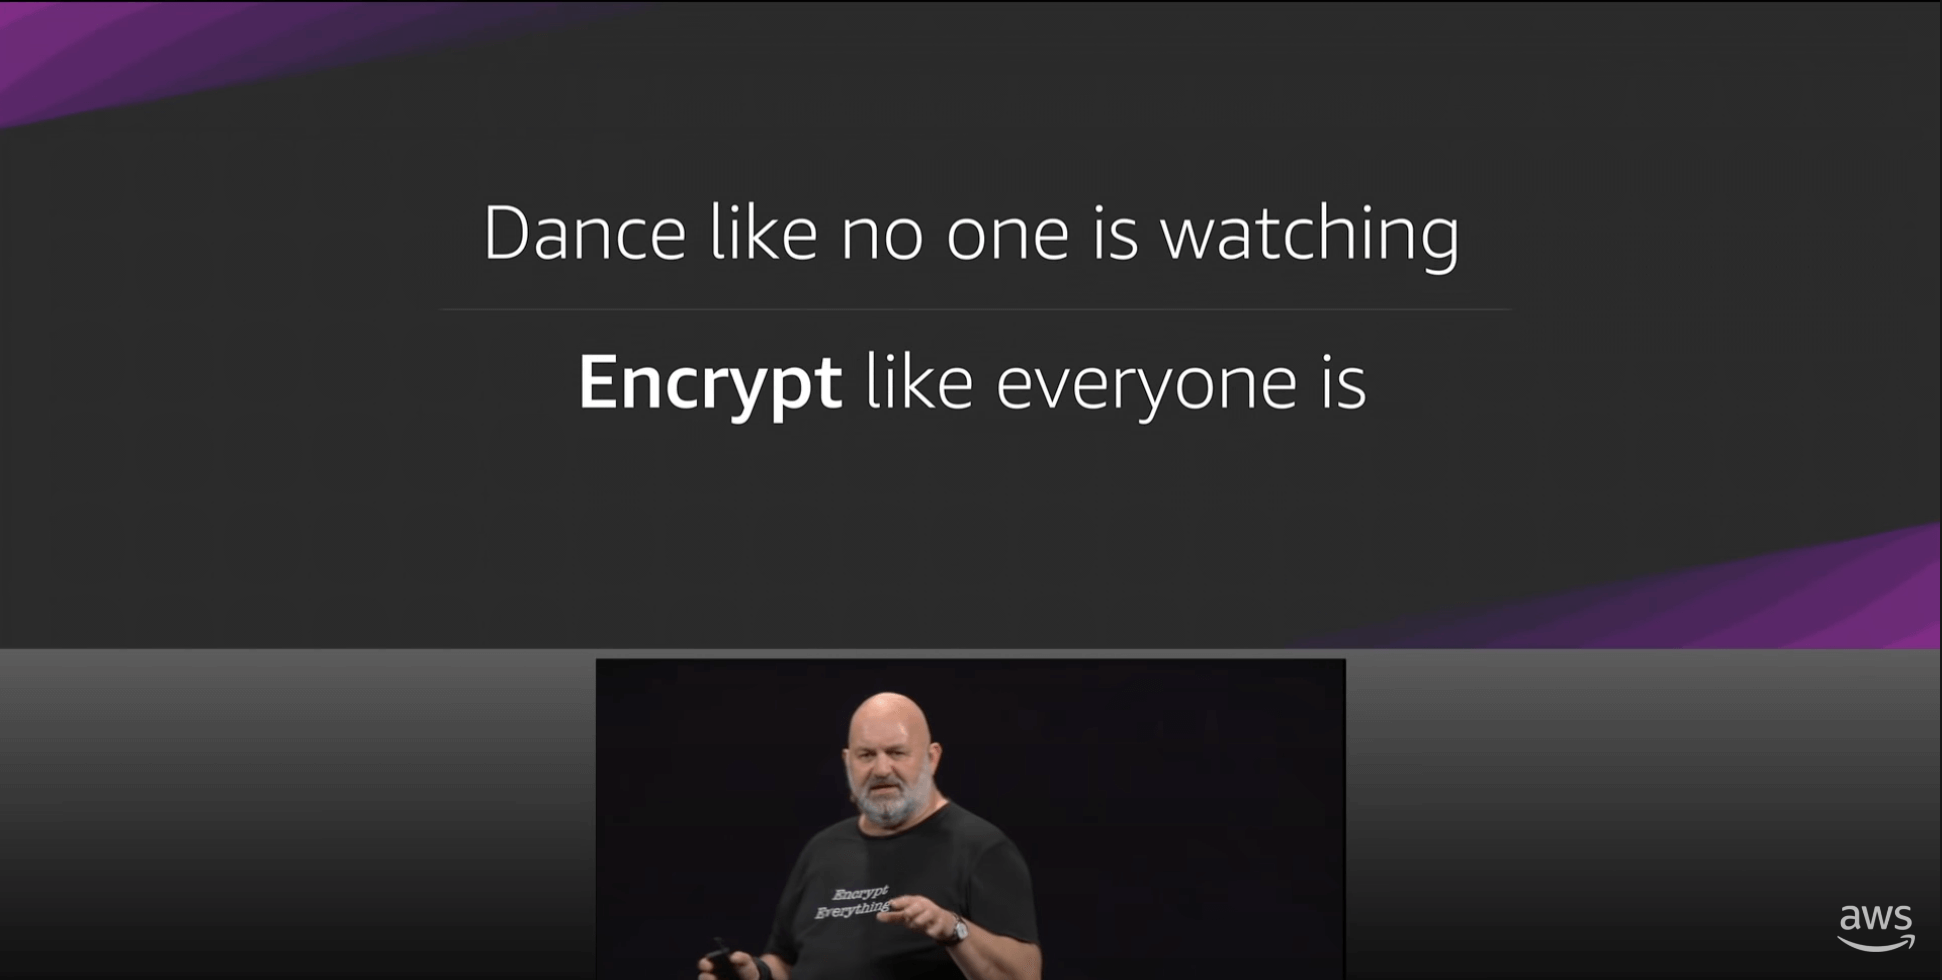 Dance like no one is watching
Encrypt like everyone is
Encrypt
Everything
aws